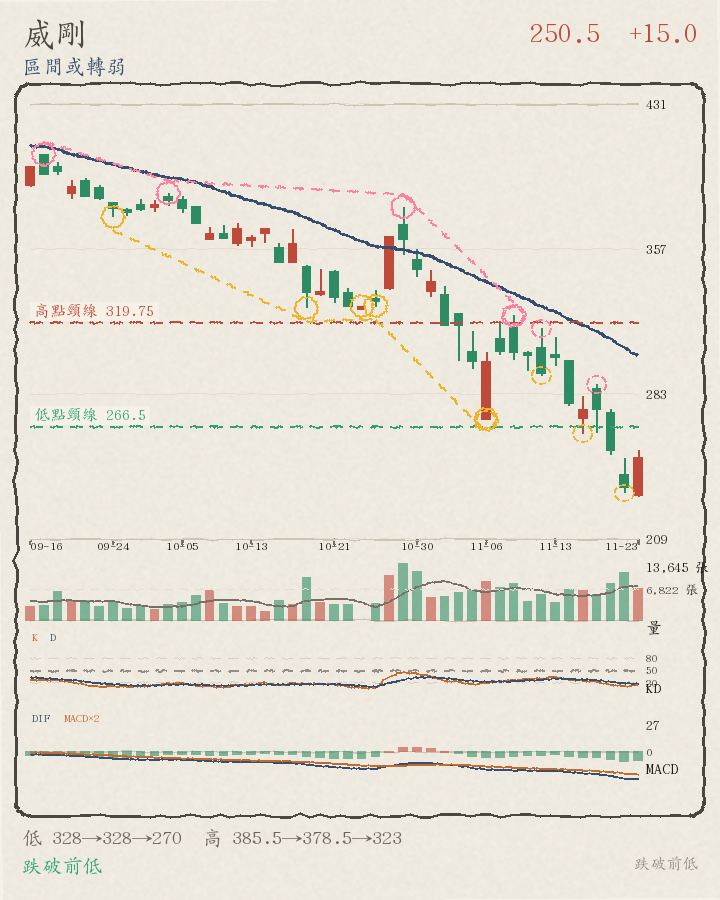 威剛 250.5 +15.0
區間或轉弱
431
357
高點頸線 319.75
283
低點頸線 266.5
209
09-16 09-24 10-05 10-13 10-21 10-30 11-06 11-13 11-23
13,645 張
6,822 張
量
K D
80
50
20
KD
DIF MACD×2
27
0
MACD
低 328→328→270 高 385.5→378.5→323
跌破前低 跌破前低